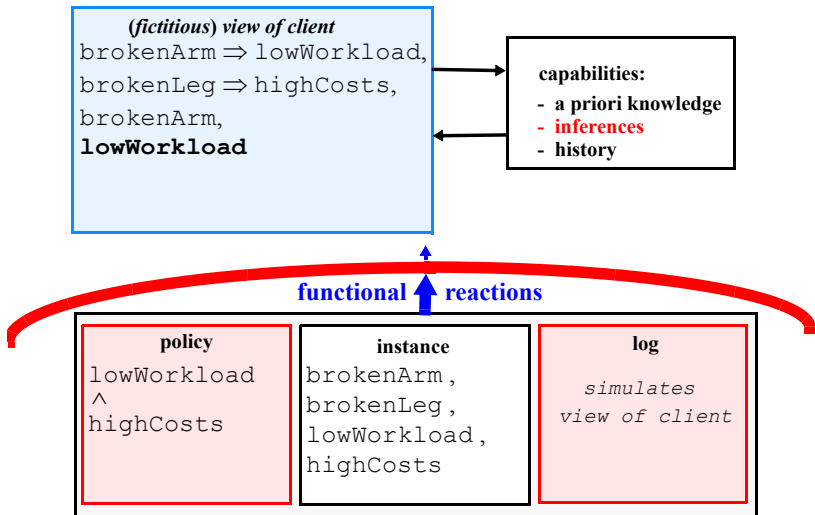 (fictitious) view of client
brokenArm ⇒ lowWorkload,
brokenLeg ⇒ highCosts,
brokenArm,
lowWorkload
capabilities:
- a priori knowledge
- inferences
- history
functional reactions
policy
lowWorkload
∧
highCosts
instance
brokenArm,
brokenLeg,
lowWorkload,
highCosts
log
simulates
view of client